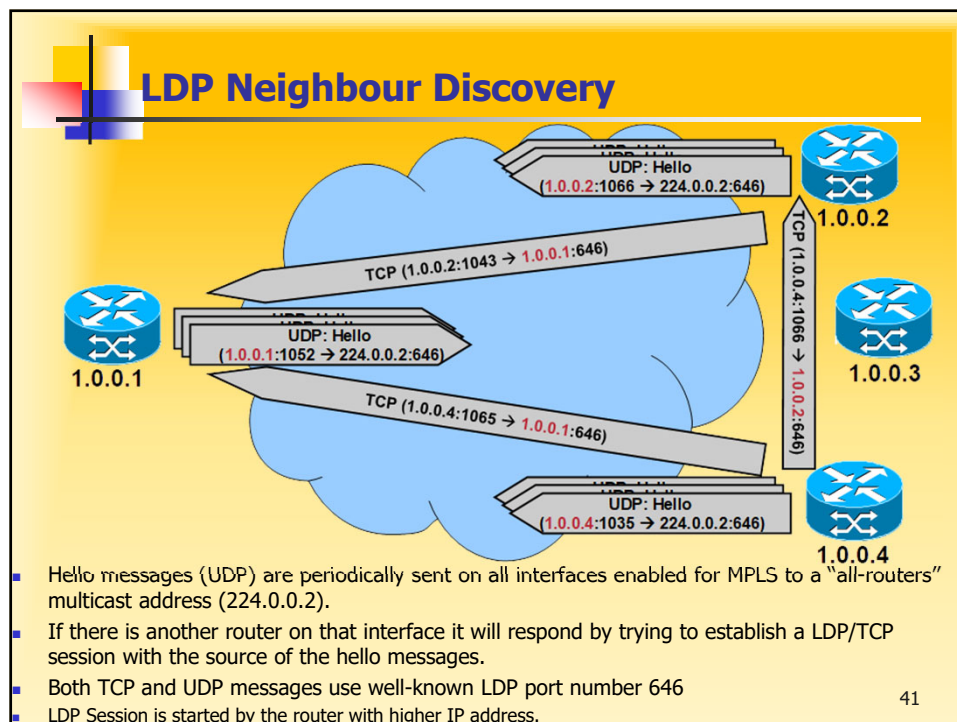 LDP Neighbour Discovery
UDP: Hello
(1.0.0.2:1066 → 224.0.0.2:646)
1.0.0.2
TCP (1.0.0.2:1043 → 1.0.0.1:646)
TCP (1.0.0.4:1066 → 1.0.0.2:646)
UDP: Hello
(1.0.0.1:1052 → 224.0.0.2:646)
1.0.0.1
1.0.0.3
TCP (1.0.0.4:1065 → 1.0.0.1:646)
UDP: Hello
(1.0.0.4:1035 → 224.0.0.2:646)
1.0.0.4
Hello messages (UDP) are periodically sent on all interfaces enabled for MPLS to a “all-routers”
multicast address (224.0.0.2).
If there is another router on that interface it will respond by trying to establish a LDP/TCP
session with the source of the hello messages.
Both TCP and UDP messages use well-known LDP port number 646
LDP Session is started by the router with higher IP address.
41